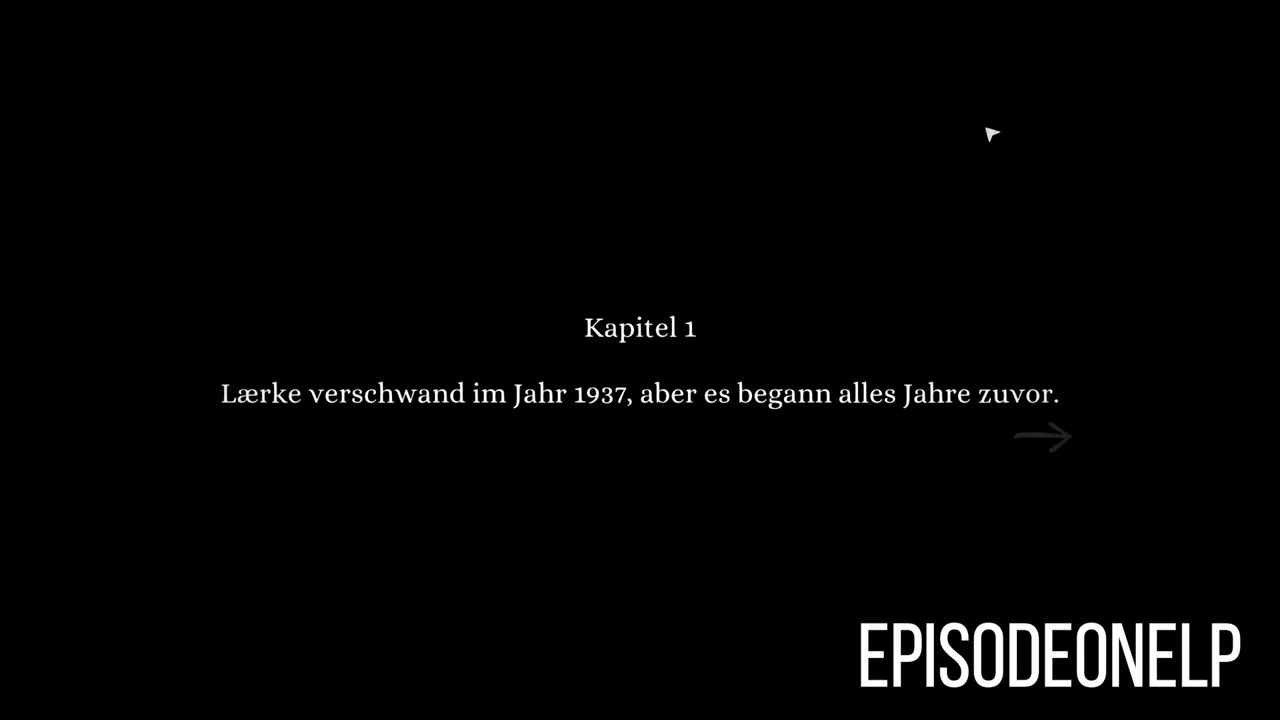 Kapitel 1
Lærke verschwand im Jahr 1937, aber es begann alles Jahre zuvor.
EPISODEONELP